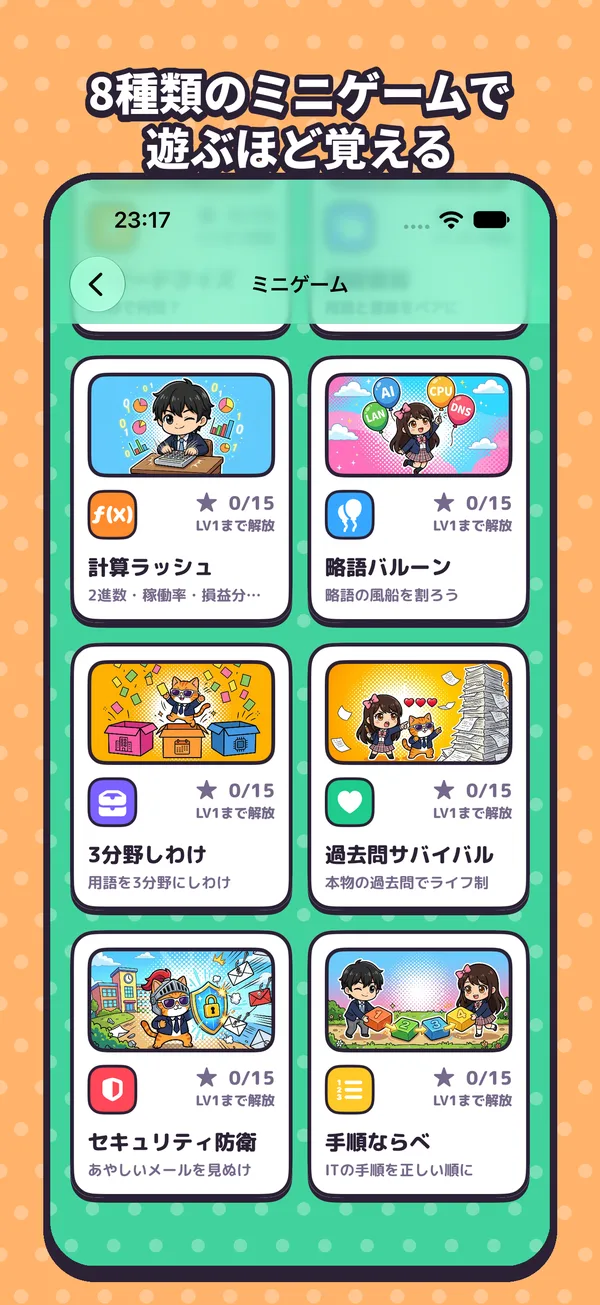 8種類のミニゲームで
遊ぶほど覚える
23:17
ミニゲーム
AI
CPU
LAN
DNS
f(x)
★ 0/15
LV1まで解放
計算ラッシュ
2進数・稼働率・損益分…
★ 0/15
LV1まで解放
略語バルーン
略語の風船を割ろう
★ 0/15
LV1まで解放
3分野しわけ
用語を3分野にしわけ
★ 0/15
LV1まで解放
過去問サバイバル
本物の過去問でライフ制
★ 0/15
LV1まで解放
セキュリティ防衛
あやしいメールを見ぬけ
★ 0/15
LV1まで解放
手順ならべ
ITの手順を正しい順に